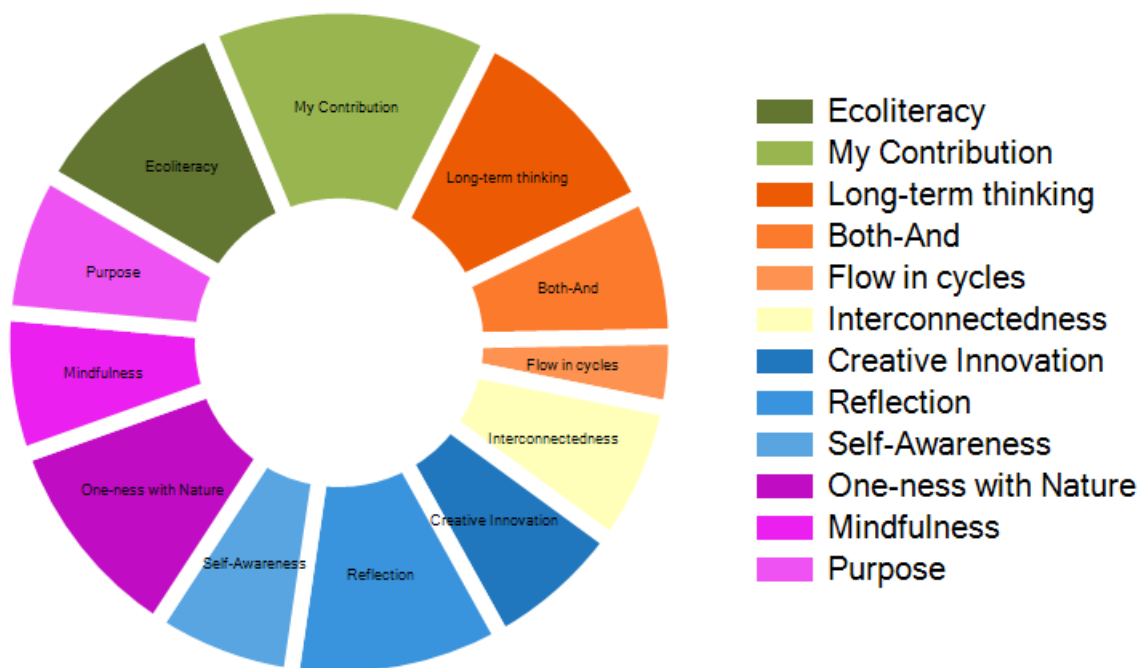 My Contribution
Ecoliteracy
Long-term thinking
Purpose
Both-And
Mindfulness
Flow in cycles
Interconnectedness
One-ness with Nature
Creative Innovation
Self-Awareness
Reflection
Ecoliteracy
My Contribution
Long-term thinking
Both-And
Flow in cycles
Interconnectedness
Creative Innovation
Reflection
Self-Awareness
One-ness with Nature
Mindfulness
Purpose